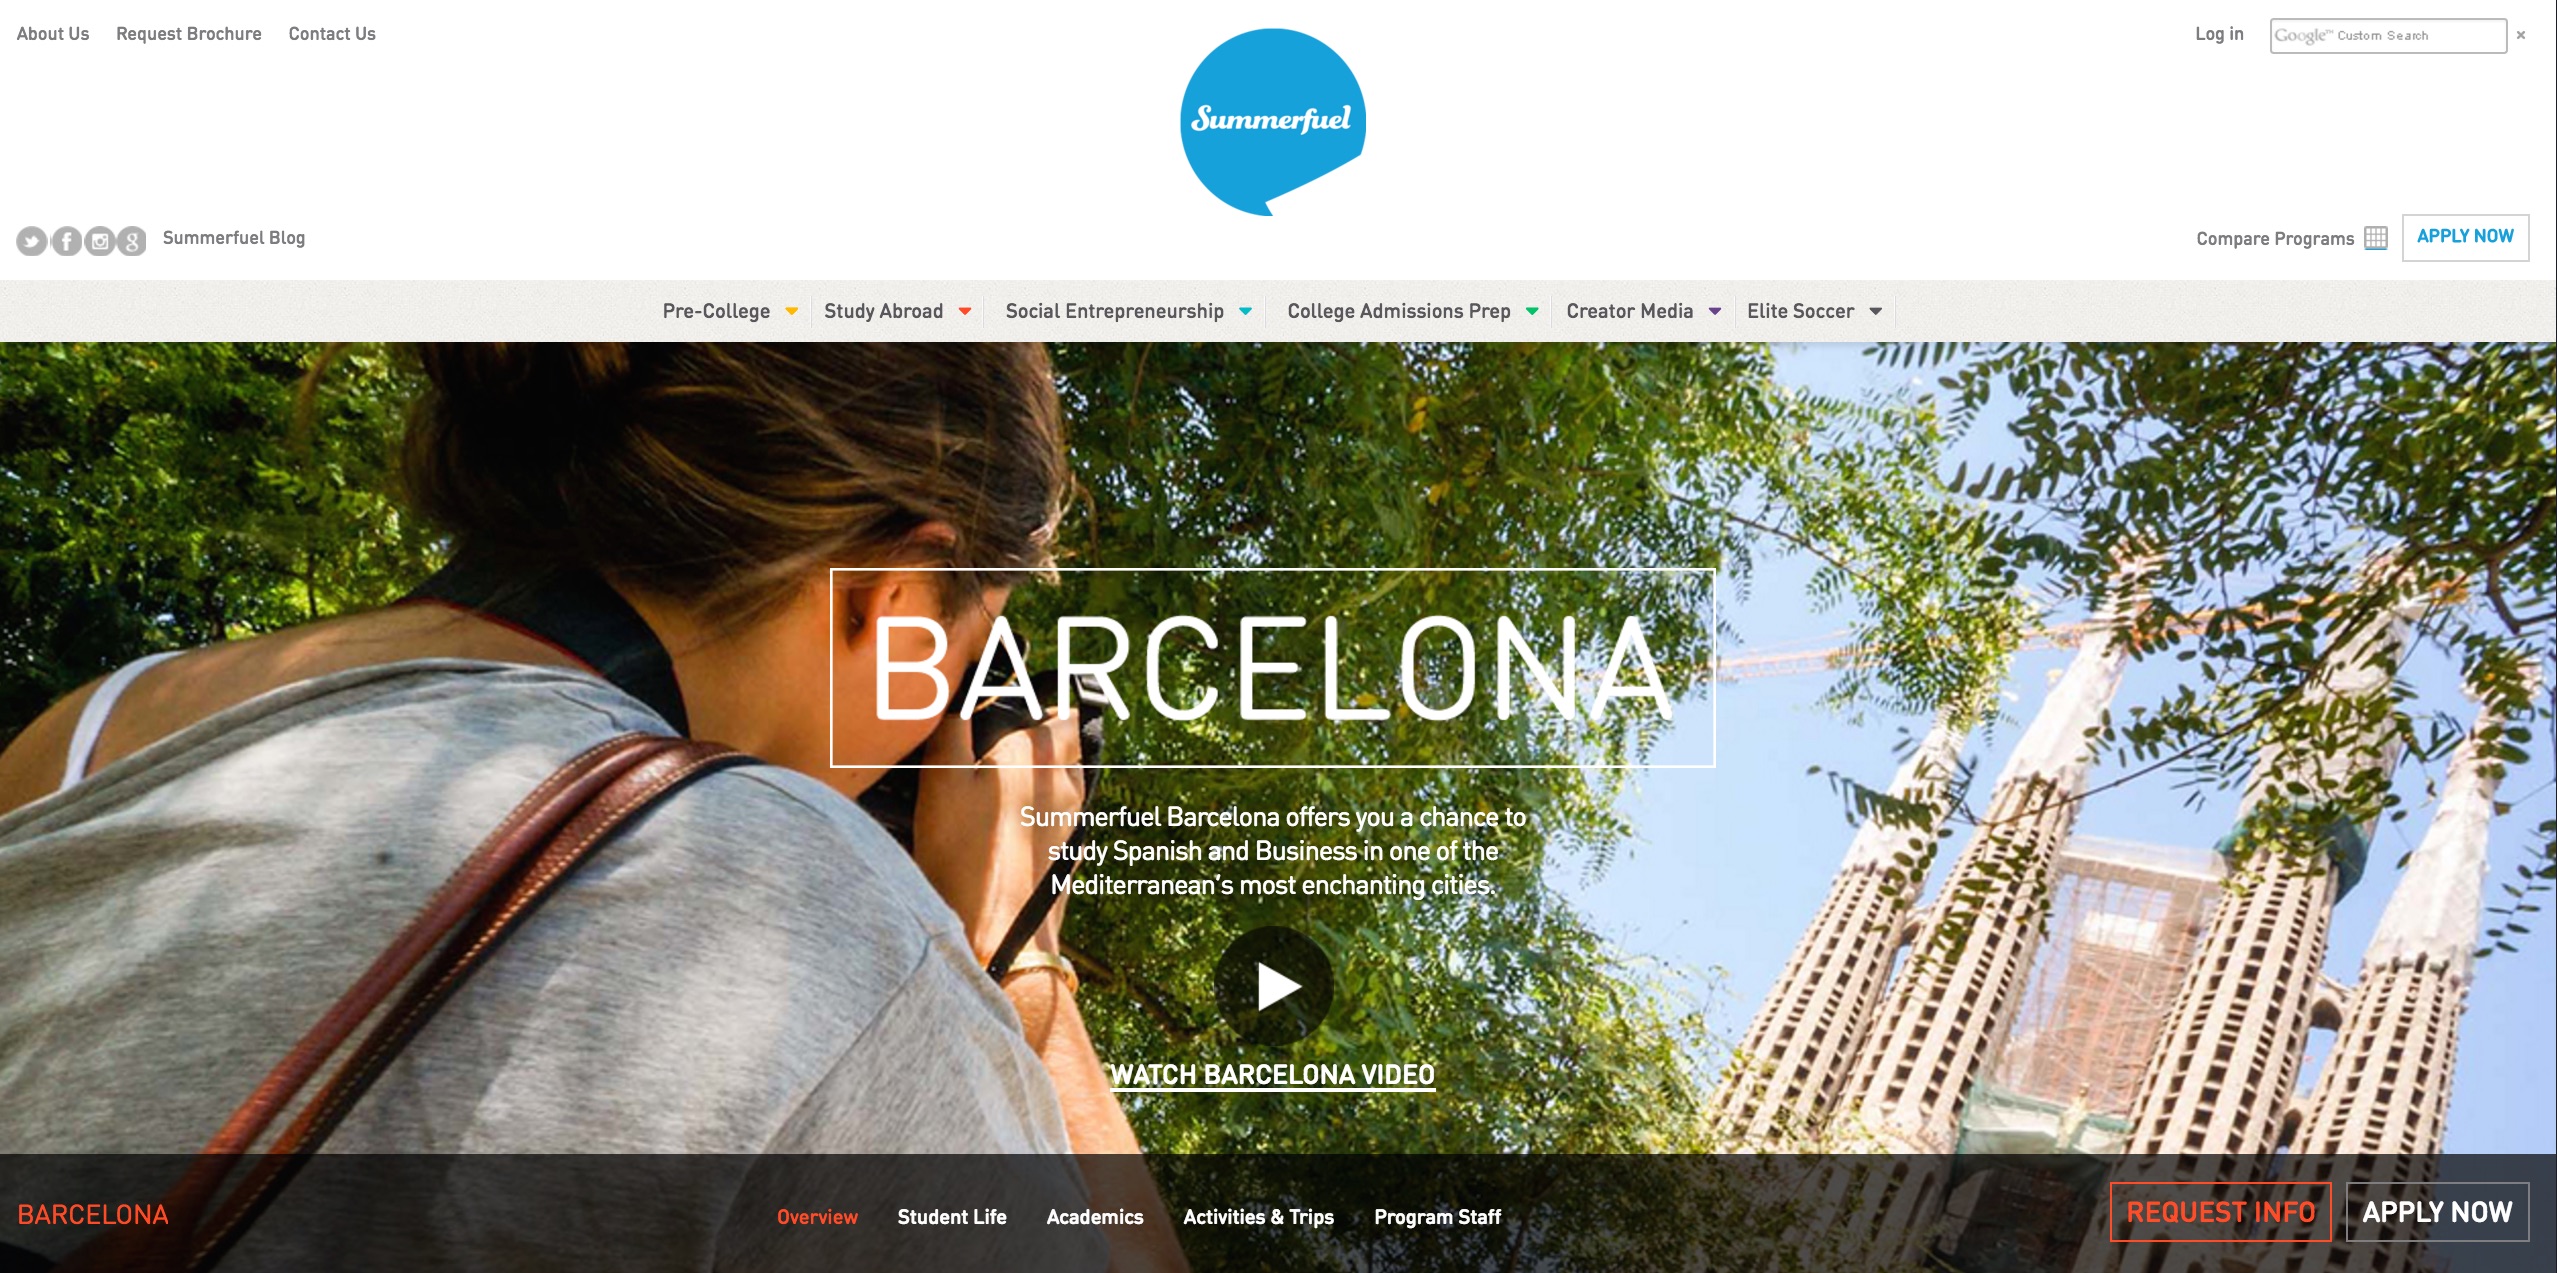 About Us Request Brochure Contact Us
Log in
Google™ Custom Search
×
Summerfuel
Summerfuel Blog
Compare Programs
APPLY NOW
Pre-College Study Abroad Social Entrepreneurship College Admissions Prep Creator Media Elite Soccer
BARCELONA
Summerfuel Barcelona offers you a chance to
study Spanish and Business in one of the
Mediterranean's most enchanting cities.
WATCH BARCELONA VIDEO
BARCELONA
Overview Student Life Academics Activities & Trips Program Staff
REQUEST INFO
APPLY NOW